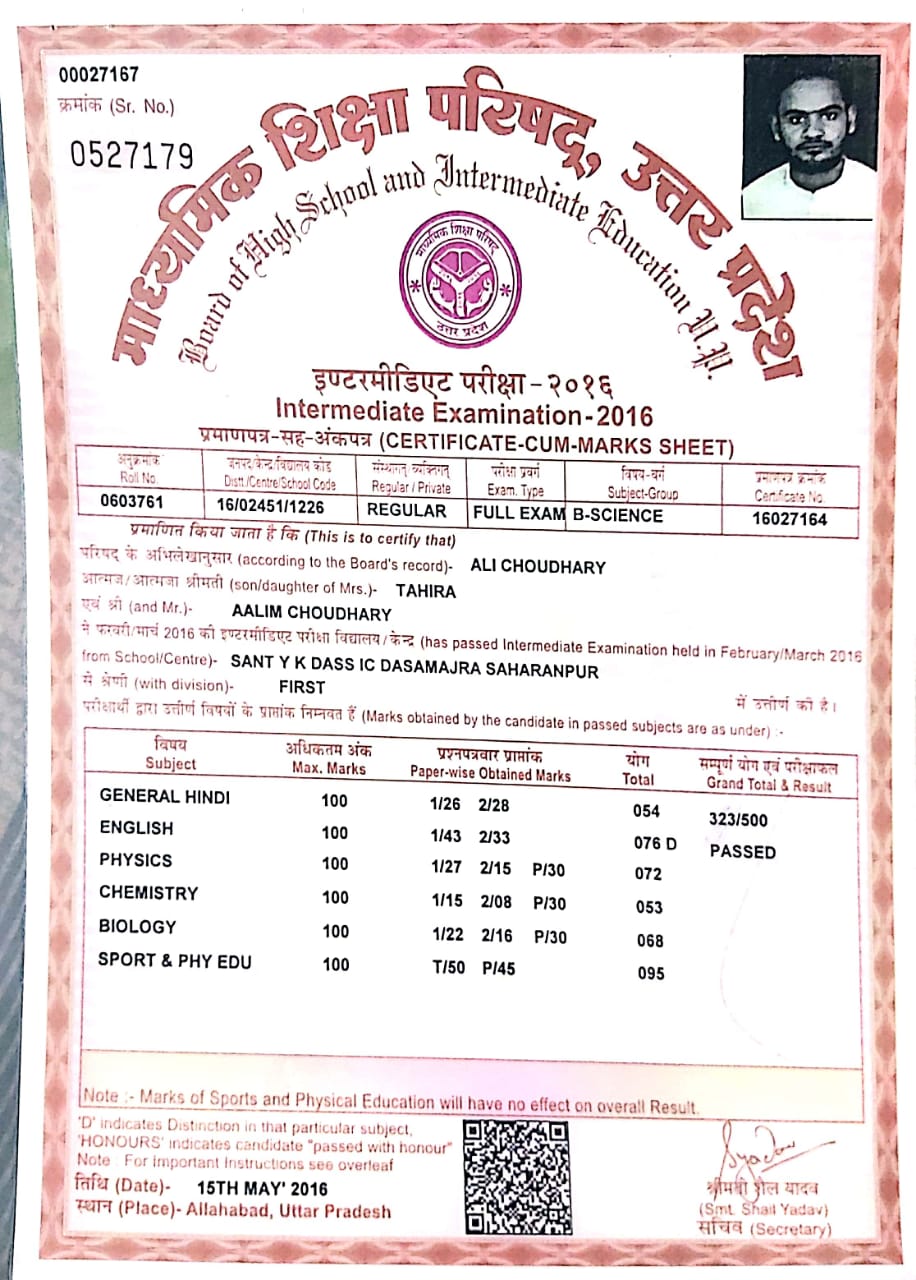 00027167
क्रमांक (Sr. No.)
0527179
माध्यमिक शिक्षा परिषद्, उत्तर प्रदेश
Board of High School and Intermediate Education U.P.
माध्यमिक शिक्षा परिषद
उत्तर प्रदेश
इण्टरमीडिएट परीक्षा-२०१६
Intermediate Examination-2016
प्रमाणपत्र-सह-अंकपत्र (CERTIFICATE-CUM-MARKS SHEET)
अनुक्रमांक जनपद/केन्द्र/विद्यालय कोड संस्थागत/व्यक्तिगत परीक्षा प्रवर्ग विषय-वर्ग प्रमाणपत्र क्रमांक
Roll No. Distt./Centre/School Code Regular / Private Exam. Type Subject-Group Certificate No.
0603761 16/02451/1226 REGULAR FULL EXAM B-SCIENCE 16027164
प्रमाणित किया जाता है कि (This is to certify that)
परिषद के अभिलेखानुसार (according to the Board's record)- ALI CHOUDHARY
आत्मज/आत्मजा श्रीमती (son/daughter of Mrs.)- TAHIRA
एवं श्री (and Mr.)- AALIM CHOUDHARY
ने फरवरी/मार्च 2016 की इण्टरमीडिएट परीक्षा विद्यालय/केन्द्र (has passed Intermediate Examination held in February/March 2016
from School/Centre)- SANT Y K DASS IC DASAMAJRA SAHARANPUR
से श्रेणी (with division)- FIRST में उत्तीर्ण की है।
परीक्षार्थी द्वारा उत्तीर्ण विषयों के प्राप्तांक निम्नवत हैं (Marks obtained by the candidate in passed subjects are as under) :-
विषय अधिकतम अंक प्रश्नपत्रवार प्राप्तांक योग सम्पूर्ण योग एवं परीक्षाफल
Subject Max. Marks Paper-wise Obtained Marks Total Grand Total & Result
GENERAL HINDI 100 1/26 2/28 054 323/500
ENGLISH 100 1/43 2/33 076 D PASSED
PHYSICS 100 1/27 2/15 P/30 072
CHEMISTRY 100 1/15 2/08 P/30 053
BIOLOGY 100 1/22 2/16 P/30 068
SPORT & PHY EDU 100 T/50 P/45 095
Note :- Marks of Sports and Physical Education will have no effect on overall Result.
'D' indicates Distinction in that particular subject,
'HONOURS' indicates candidate "passed with honour"
Note : For Important Instructions see overleaf
तिथि (Date)- 15TH MAY' 2016
स्थान (Place)- Allahabad, Uttar Pradesh
Syadav
श्रीमती शैल यादव
(Smt. Shail Yadav)
सचिव (Secretary)